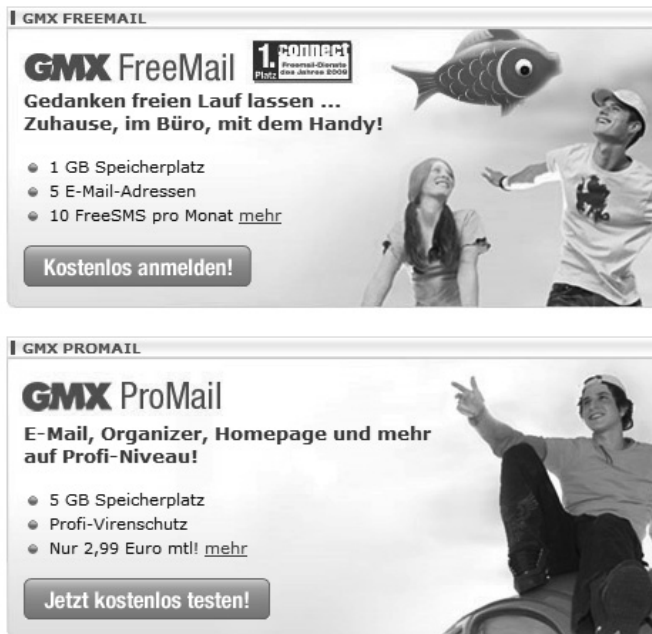 GMX FREEMAIL
GMX FreeMail
1. connect
Platz Freemail-Dienste
des Jahres 2009
Gedanken freien Lauf lassen ...
Zuhause, im Büro, mit dem Handy!
1 GB Speicherplatz
5 E-Mail-Adressen
10 FreeSMS pro Monat mehr
Kostenlos anmelden!
GMX PROMAIL
GMX ProMail
E-Mail, Organizer, Homepage und mehr
auf Profi-Niveau!
5 GB Speicherplatz
Profi-Virenschutz
Nur 2,99 Euro mtl! mehr
Jetzt kostenlos testen!